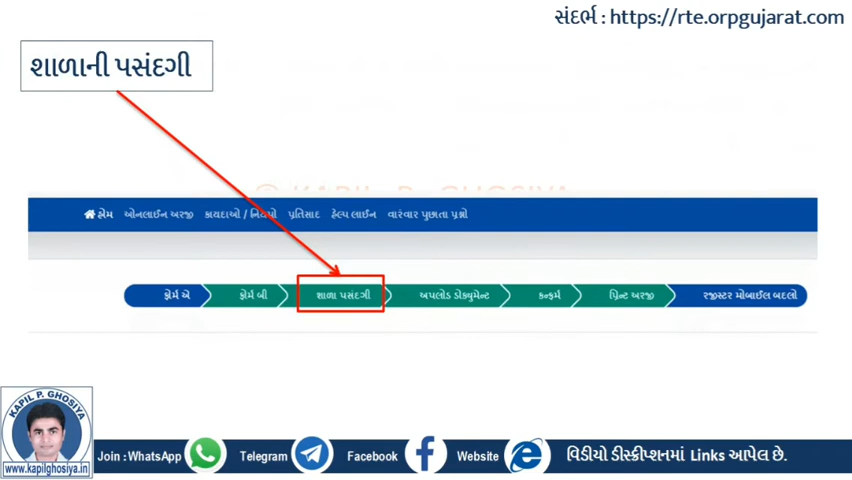 સંદર્ભ : https://rte.orpgujarat.com
શાળાની પસંદગી
© KAPIL P. GHOSIYA
હોમ ઓનલાઈન અરજી કાયદાઓ / નિયમો પ્રતિસાદ હેલ્પ લાઈન વારંવાર પુછાતા પ્રશ્નો
ફોર્મ એ ફોર્મ બી શાળા પસંદગી અપલોડ ડોક્યુમેન્ટ કન્ફર્મ પ્રિન્ટ અરજી રજીસ્ટર મોબાઈલ બદલો
KAPIL P. GHOSIYA
www.kapilghosiya.in
Join : WhatsApp Telegram Facebook Website વિડીયો ડીસ્ક્રીપ્શનમાં Links આપેલ છે.